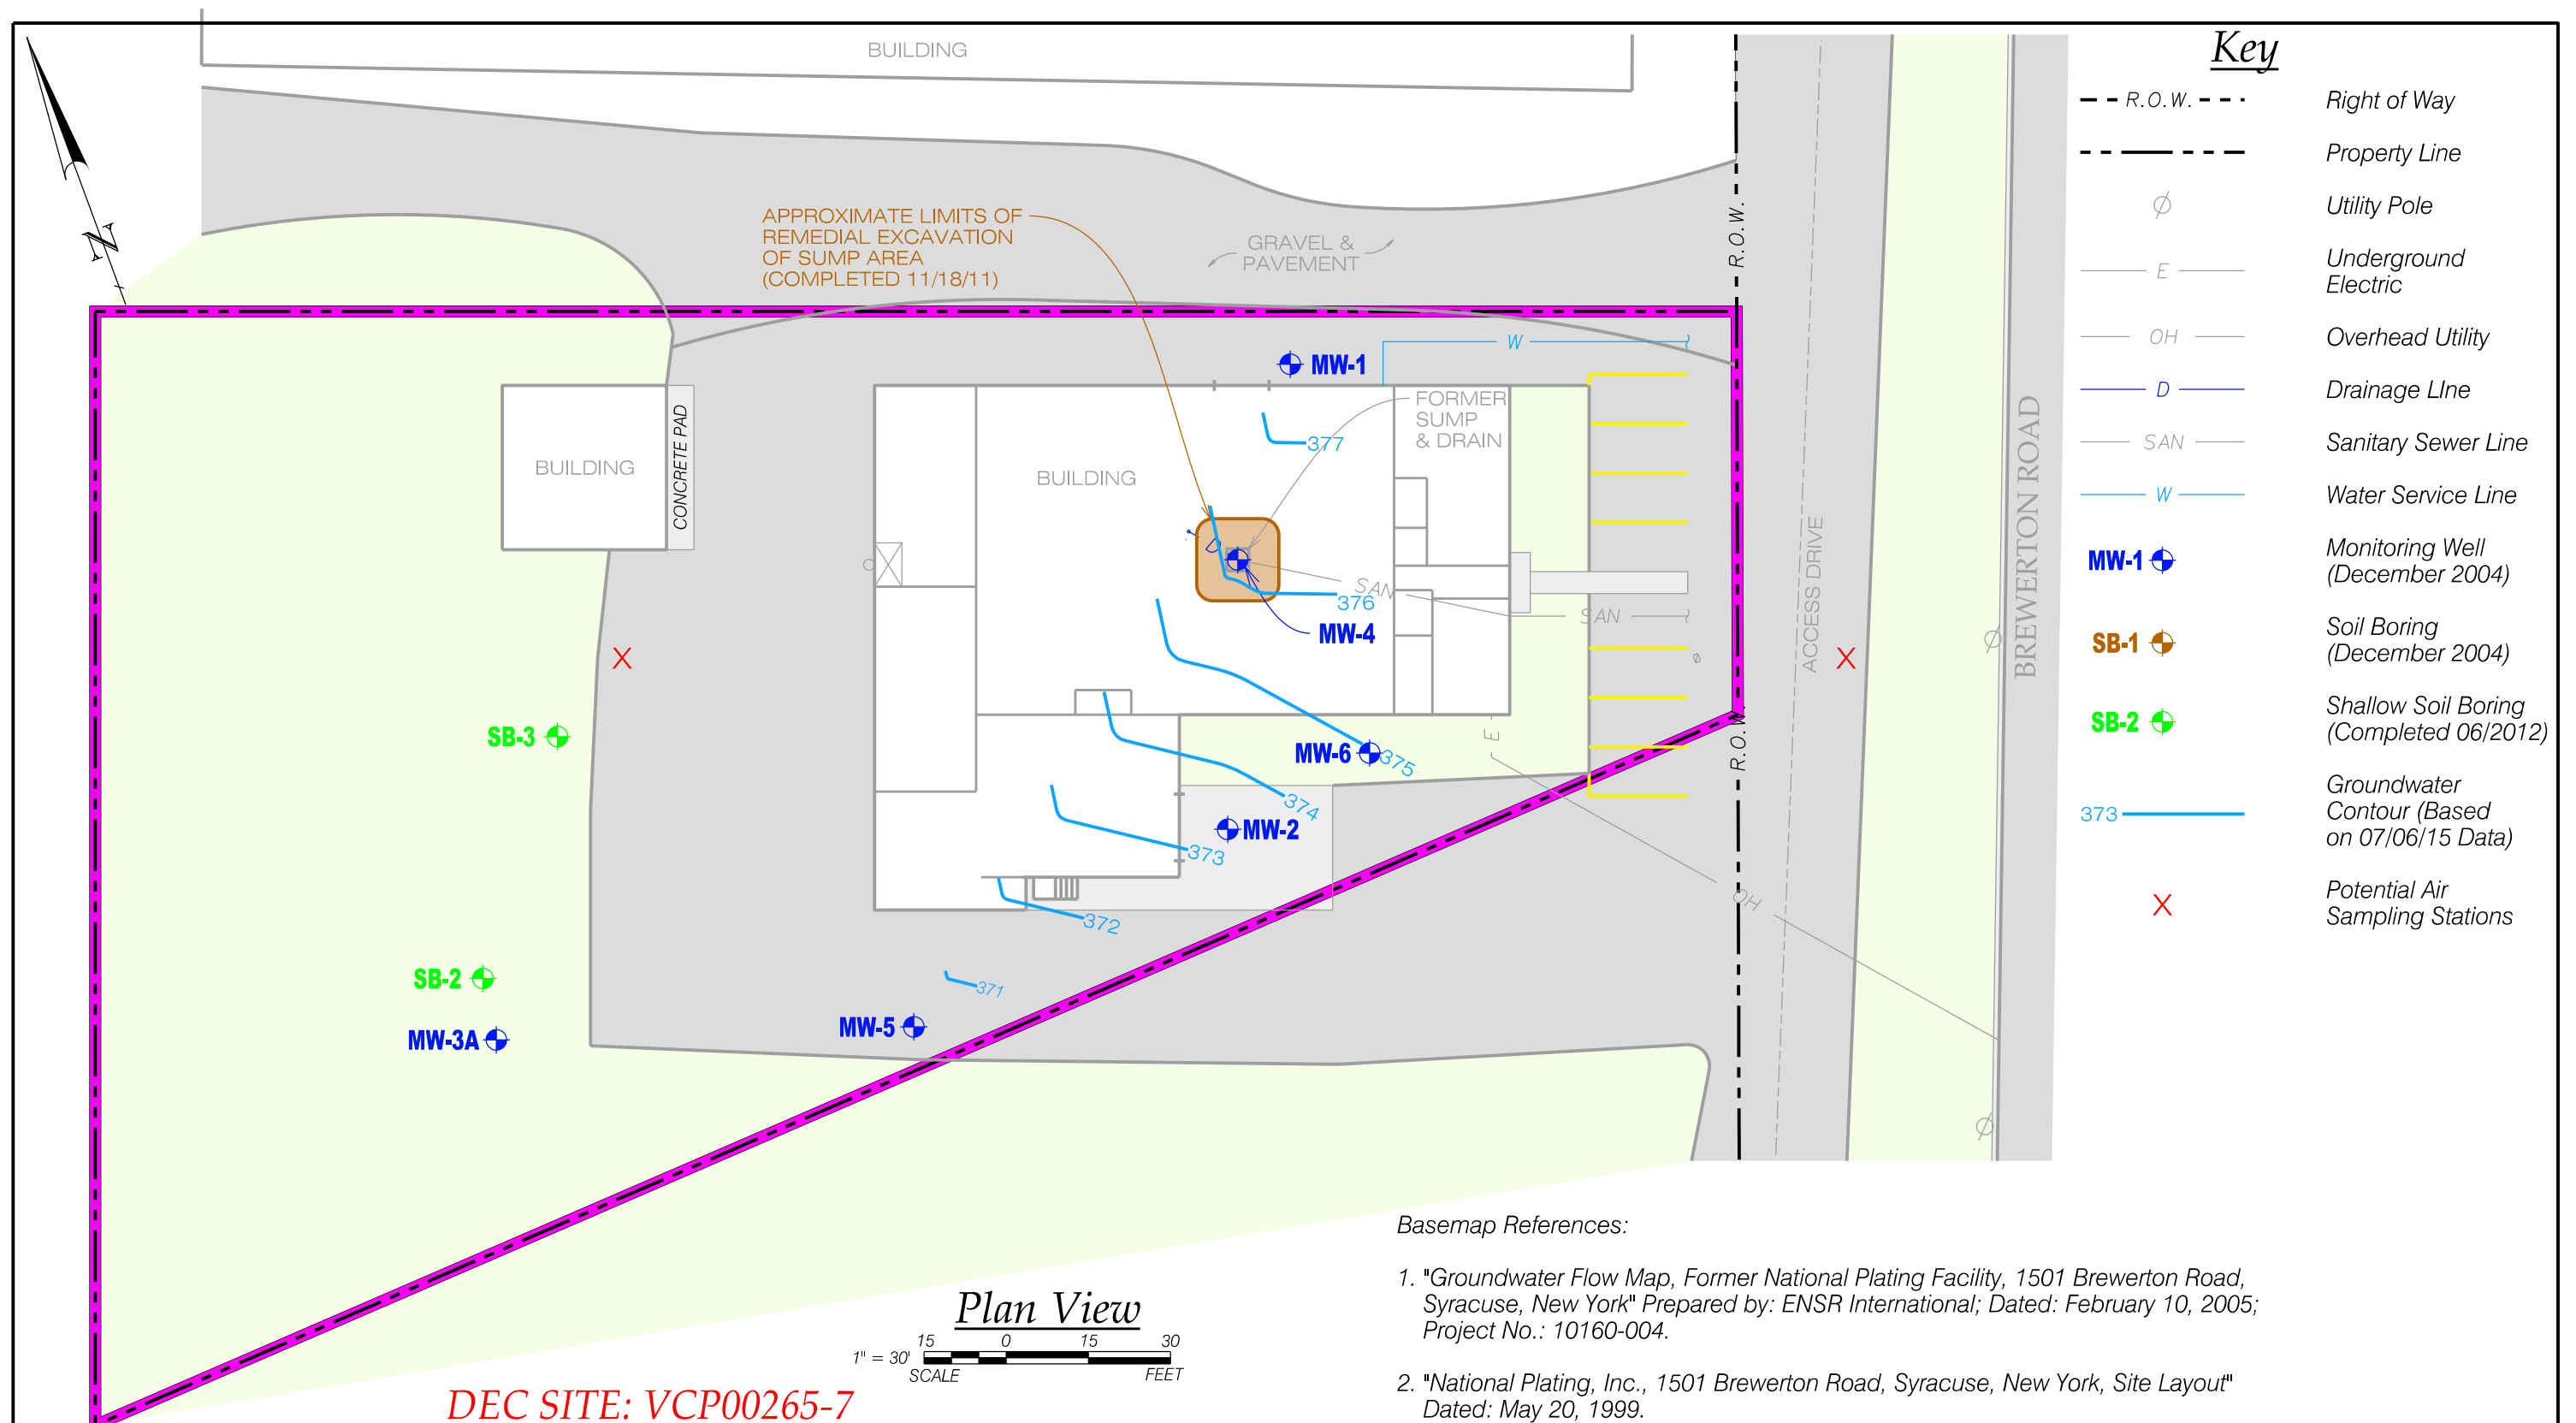 BUILDING
Key
R.O.W.
Right of Way
Property Line
Utility Pole
E
Underground
Electric
OH
Overhead Utility
D
Drainage LIne
SAN
Sanitary Sewer Line
W
Water Service Line
MW-1
Monitoring Well
(December 2004)
SB-1
Soil Boring
(December 2004)
SB-2
Shallow Soil Boring
(Completed 06/2012)
373
Groundwater
Contour (Based
on 07/06/15 Data)
X
Potential Air
Sampling Stations
N
APPROXIMATE LIMITS OF
REMEDIAL EXCAVATION
OF SUMP AREA
(COMPLETED 11/18/11)
GRAVEL &
PAVEMENT
R.O.W.
W
MW-1
FORMER
SUMP
& DRAIN
377
BUILDING
CONCRETE PAD
BUILDING
D
SAN
376
SAN
MW-4
ACCESS DRIVE
BREWERTON ROAD
X
X
SB-3
E
R.O.W.
MW-6
375
374
MW-2
373
372
OH
SB-2
371
MW-5
MW-3A
Basemap References:
1. "Groundwater Flow Map, Former National Plating Facility, 1501 Brewerton Road,
Syracuse, New York" Prepared by: ENSR International; Dated: February 10, 2005;
Project No.: 10160-004.
2. "National Plating, Inc., 1501 Brewerton Road, Syracuse, New York, Site Layout"
Dated: May 20, 1999.
Plan View
15 0 15 30
1" = 30'
SCALE FEET
DEC SITE: VCP00265-7